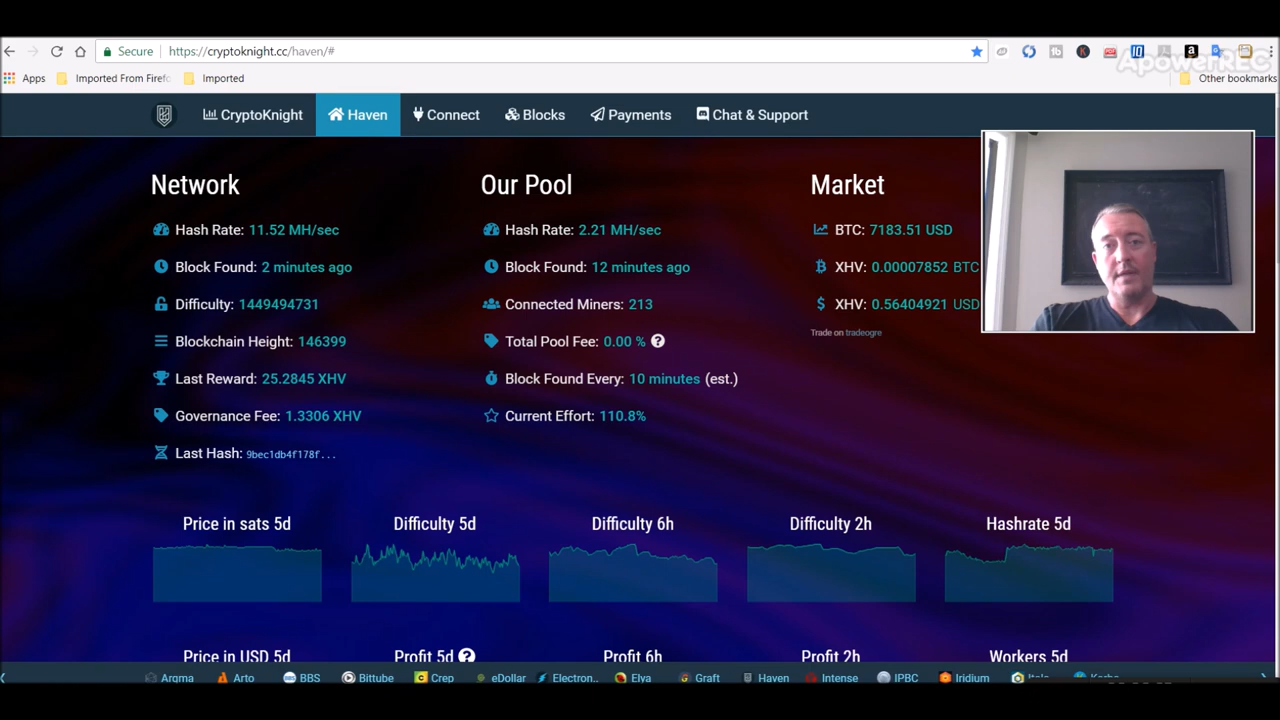 Secure https://cryptoknight.cc/haven/#
ApowerREC
Apps Imported From Firefo Imported Other bookmarks
CryptoKnight Haven Connect Blocks Payments Chat & Support
Network
Hash Rate: 11.52 MH/sec
Block Found: 2 minutes ago
Difficulty: 1449494731
Blockchain Height: 146399
Last Reward: 25.2845 XHV
Governance Fee: 1.3306 XHV
Last Hash: 9bec1db4f178f...
Our Pool
Hash Rate: 2.21 MH/sec
Block Found: 12 minutes ago
Connected Miners: 213
Total Pool Fee: 0.00 % ?
Block Found Every: 10 minutes (est.)
Current Effort: 110.8%
Market
BTC: 7183.51 USD
XHV: 0.00007852 BTC
XHV: 0.56404921 USD
Trade on tradeogre
Price in sats 5d Difficulty 5d Difficulty 6h Difficulty 2h Hashrate 5d
Price in USD 5d Profit 5d ? Profit 6h Profit 2h Workers 5d
Arqma Arto BBS Bittube Crep eDollar Electron.. Elya Graft Haven Intense IPBC Iridium